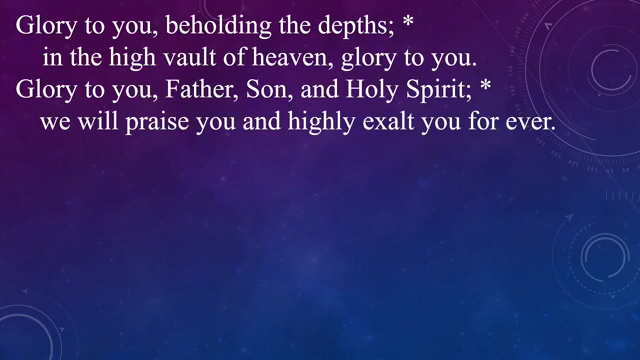 Glory to you, beholding the depths; *
in the high vault of heaven, glory to you.
Glory to you, Father, Son, and Holy Spirit; *
we will praise you and highly exalt you for ever.